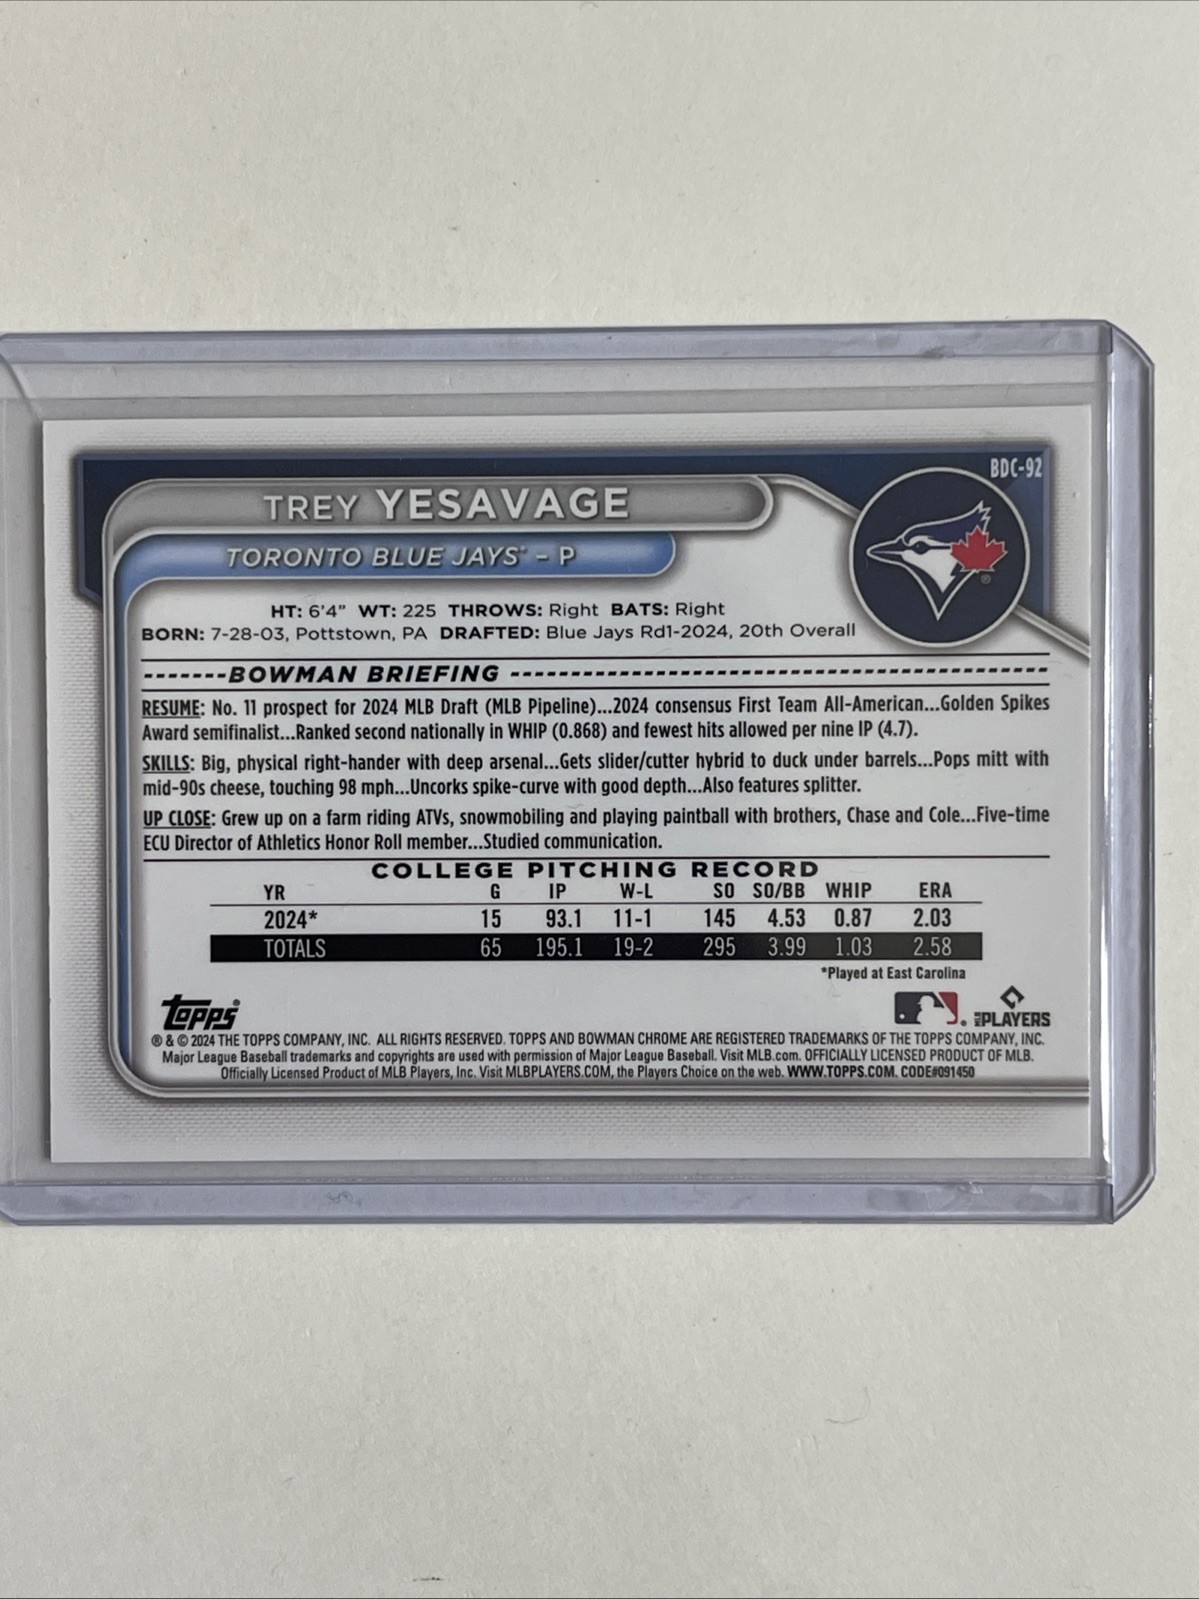 BDC-92
TREY YESAVAGE
TORONTO BLUE JAYS® – P
HT: 6'4" WT: 225 THROWS: Right BATS: Right
BORN: 7-28-03, Pottstown, PA DRAFTED: Blue Jays Rd1-2024, 20th Overall
BOWMAN BRIEFING
RESUME: No. 11 prospect for 2024 MLB Draft (MLB Pipeline)...2024 consensus First Team All-American...Golden Spikes
Award semifinalist...Ranked second nationally in WHIP (0.868) and fewest hits allowed per nine IP (4.7).
SKILLS: Big, physical right-hander with deep arsenal...Gets slider/cutter hybrid to duck under barrels...Pops mitt with
mid-90s cheese, touching 98 mph...Uncorks spike-curve with good depth...Also features splitter.
UP CLOSE: Grew up on a farm riding ATVs, snowmobiling and playing paintball with brothers, Chase and Cole...Five-time
ECU Director of Athletics Honor Roll member...Studied communication.
COLLEGE PITCHING RECORD
YR G IP W-L SO SO/BB WHIP ERA
2024* 15 93.1 11-1 145 4.53 0.87 2.03
TOTALS 65 195.1 19-2 295 3.99 1.03 2.58
*Played at East Carolina
Topps® MLB PLAYERS
® & © 2024 THE TOPPS COMPANY, INC. ALL RIGHTS RESERVED. TOPPS AND BOWMAN CHROME ARE REGISTERED TRADEMARKS OF THE TOPPS COMPANY, INC.
Major League Baseball trademarks and copyrights are used with permission of Major League Baseball. Visit MLB.com. OFFICIALLY LICENSED PRODUCT OF MLB.
Officially Licensed Product of MLB Players, Inc. Visit MLBPLAYERS.COM, the Players Choice on the web. WWW.TOPPS.COM. CODE#091450